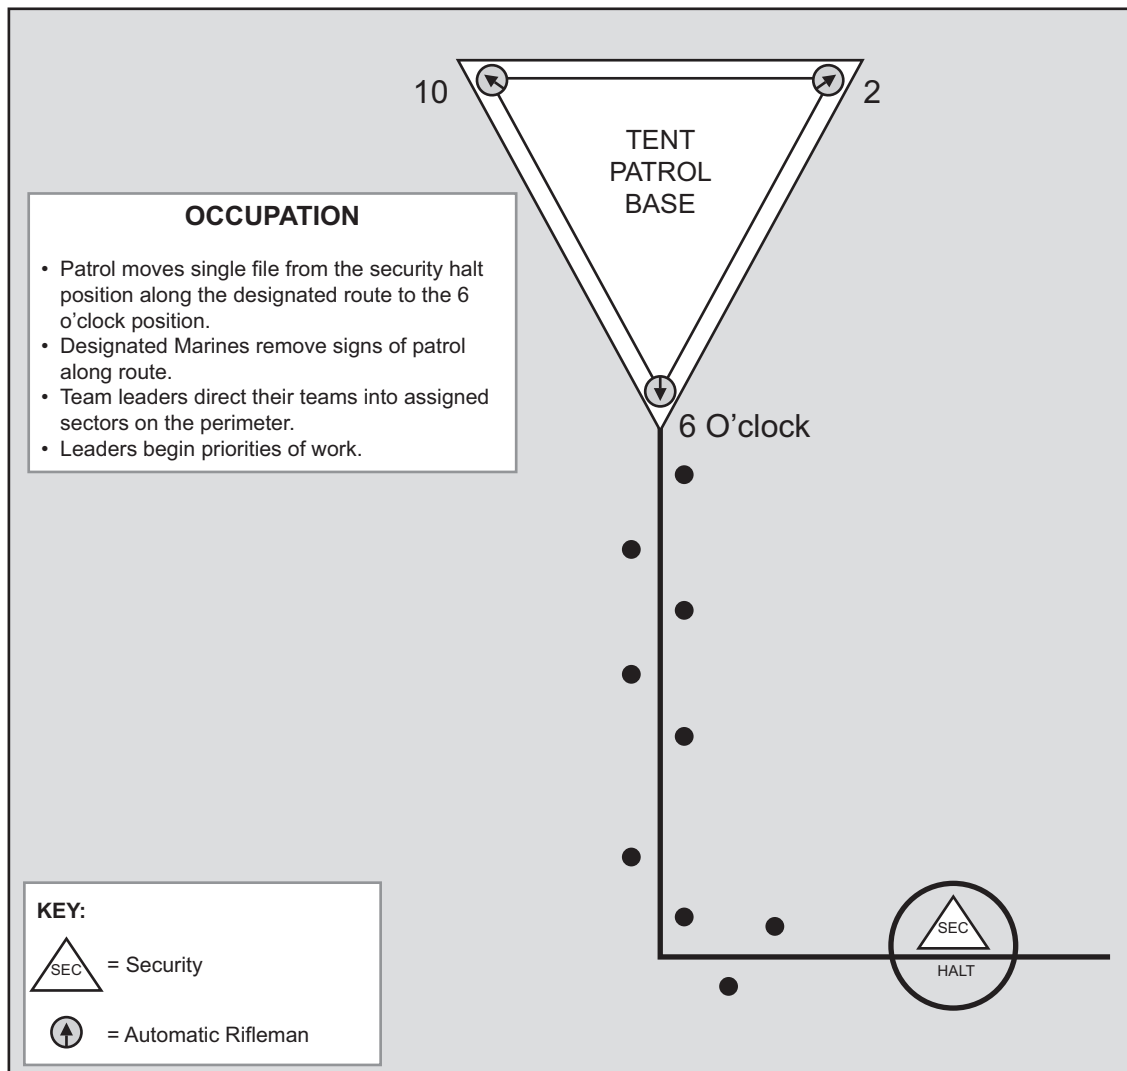 10
2
TENT
PATROL
BASE
OCCUPATION
• Patrol moves single file from the security halt
position along the designated route to the 6
o’clock position.
• Designated Marines remove signs of patrol
along route.
• Team leaders direct their teams into assigned
sectors on the perimeter.
• Leaders begin priorities of work.
6 O’clock
KEY:
SEC = Security
= Automatic Rifleman
SEC
HALT